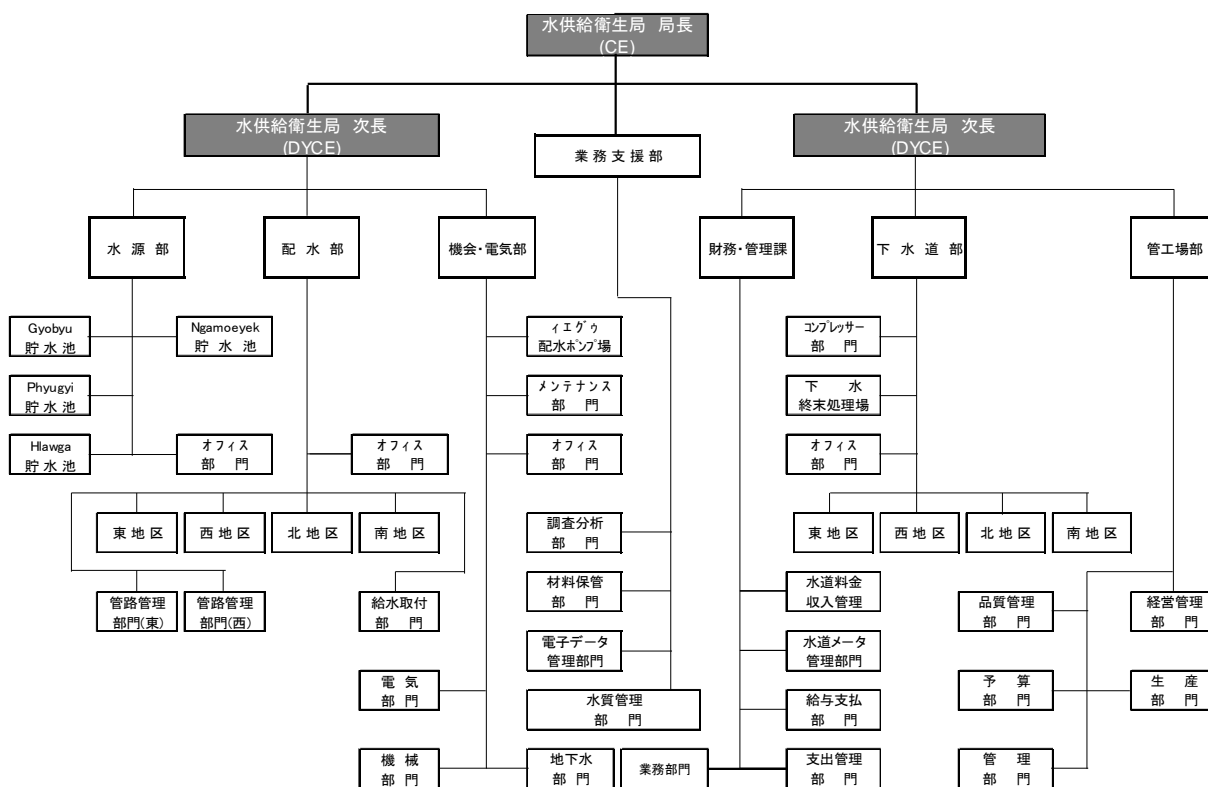 水供給衛生局 局長
(CE)
水供給衛生局 次長
(DYCE)
業務支援部
水供給衛生局 次長
(DYCE)
水 源 部
配 水 部
機会・電気部
財務・管理課
下 水 道 部
管工場部
Gyobyu
貯 水 池
Ngamoeyek
貯 水 池
Phyugyi
貯 水 池
Hlawga
貯 水 池
オフィス
部 門
オフィス
部 門
ィエグゥ
配水ポンプ場
メンテナンス
部 門
オフィス
部 門
コンプレッサー
部 門
下 水
終末処理場
オフィス
部 門
東 地 区
西 地 区
北 地 区
南 地 区
調査分析
部 門
東 地 区
西 地 区
北 地 区
南 地 区
管路管理
部門(東)
管路管理
部門(西)
給水取付
部 門
材料保管
部 門
水道料金
収入管理
品質管理
部 門
経営管理
部 門
電子データ
管理部門
水道メータ
管理部門
電 気
部 門
水質管理
部 門
給与支払
部 門
予 算
部 門
生 産
部 門
機 械
部 門
地下水
部 門
業務部門
支出管理
部 門
管 理
部 門